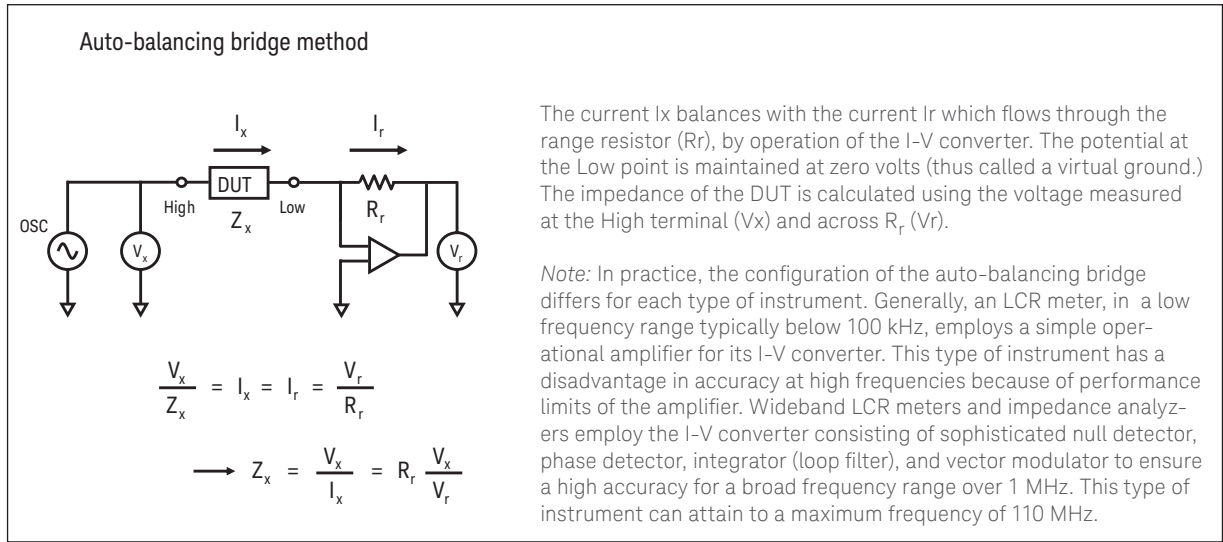 Auto-balancing bridge method
Ix
Ir
DUT
High
Low
Zx
Rr
OSC
Vx
Vr
Vx
Zx
= Ix = Ir =
Vr
Rr
Zx = Vx / Ix = Rr Vx / Vr
The current Ix balances with the current Ir which flows through the
range resistor (Rr), by operation of the I-V converter. The potential at
the Low point is maintained at zero volts (thus called a virtual ground.)
The impedance of the DUT is calculated using the voltage measured
at the High terminal (Vx) and across Rr (Vr).
Note: In practice, the configuration of the auto-balancing bridge
differs for each type of instrument. Generally, an LCR meter, in a low
frequency range typically below 100 kHz, employs a simple oper-
ational amplifier for its I-V converter. This type of instrument has a
disadvantage in accuracy at high frequencies because of performance
limits of the amplifier. Wideband LCR meters and impedance analyz-
ers employ the I-V converter consisting of sophisticated null detector,
phase detector, integrator (loop filter), and vector modulator to ensure
a high accuracy for a broad frequency range over 1 MHz. This type of
instrument can attain to a maximum frequency of 110 MHz.